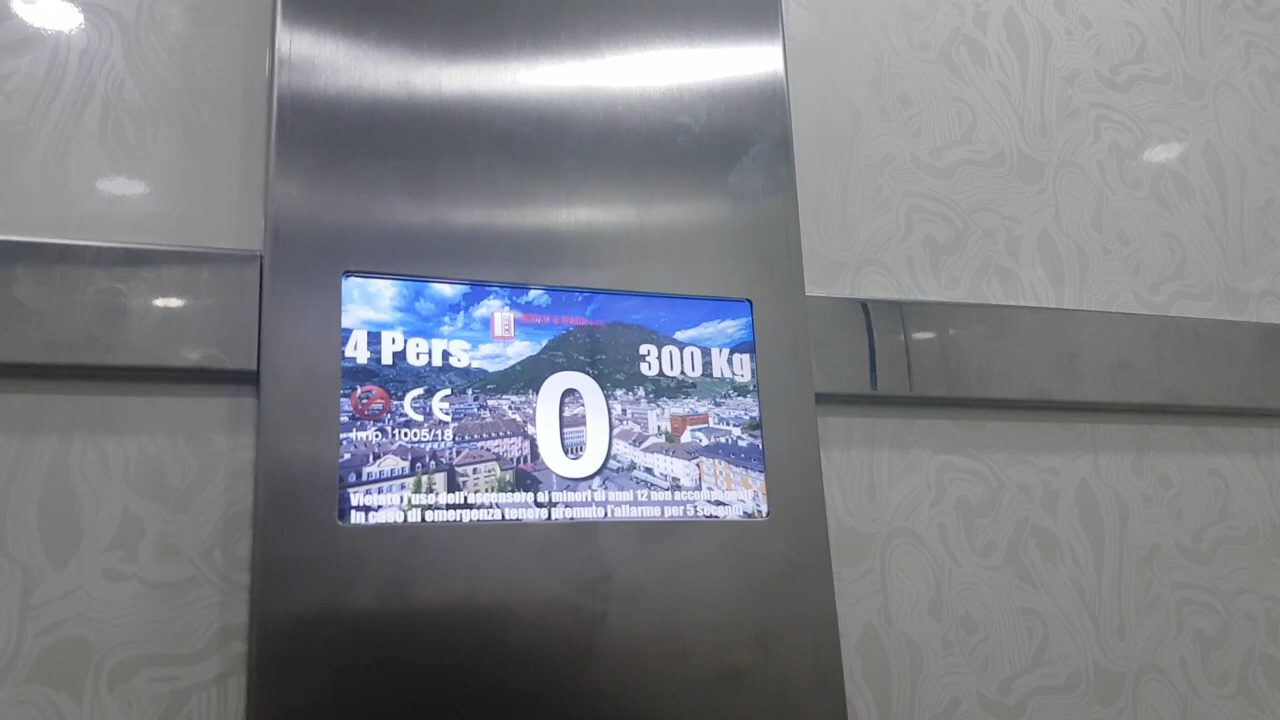 4 Pers.
300 Kg
CE
0
Imp. 1005/18
Vietato l'uso dell'ascensore ai minori di anni 12 non accompagnati
In caso di emergenza tenere premuto l'allarme per 5 secondi